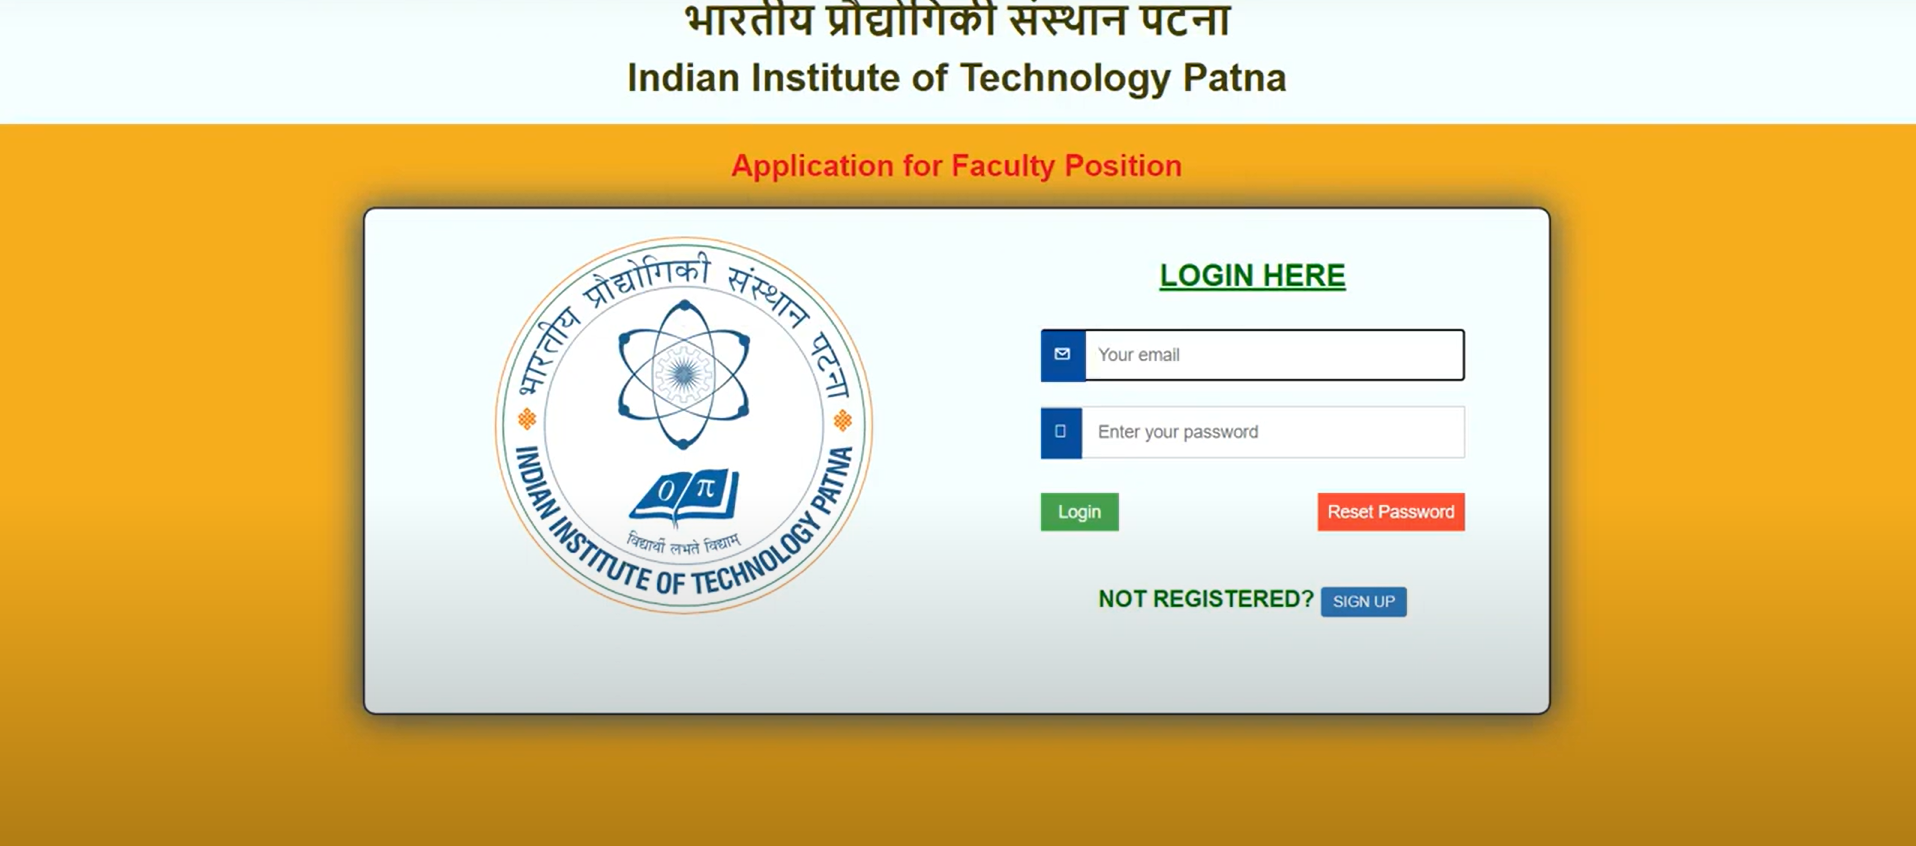 भारतीय प्रौद्योगिकी संस्थान पटना
Indian Institute of Technology Patna
Application for Faculty Position
भारतीय प्रौद्योगिकी संस्थान पटना
0/π
विद्यार्थी लभते विद्याम्
INDIAN INSTITUTE OF TECHNOLOGY PATNA
LOGIN HERE
Your email
Enter your password
Login
Reset Password
NOT REGISTERED? SIGN UP